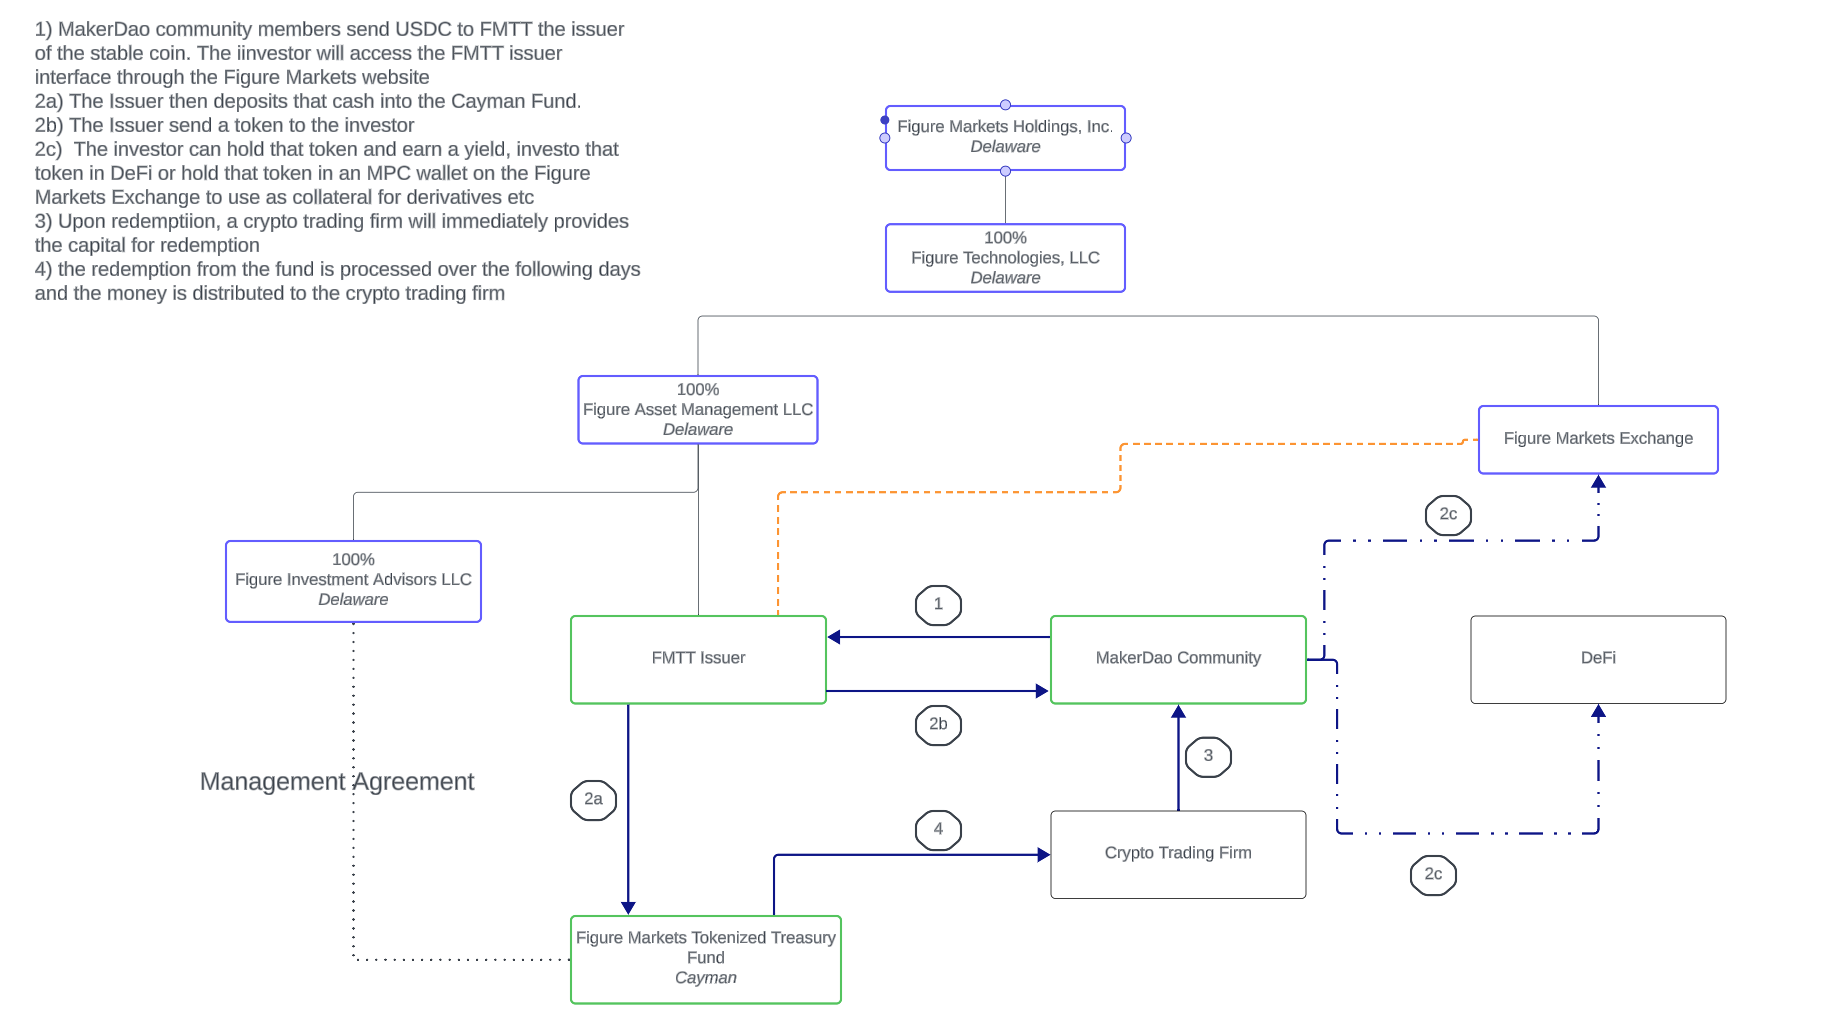 1) MakerDao community members send USDC to FMTT the issuer
of the stable coin. The iinvestor will access the FMTT issuer
interface through the Figure Markets website
2a) The Issuer then deposits that cash into the Cayman Fund.
2b) The Issuer send a token to the investor
2c)  The investor can hold that token and earn a yield, investo that
token in DeFi or hold that token in an MPC wallet on the Figure
Markets Exchange to use as collateral for derivatives etc
3) Upon redemptiion, a crypto trading firm will immediately provides
the capital for redemption
4) the redemption from the fund is processed over the following days
and the money is distributed to the crypto trading firm
Figure Markets Holdings, Inc.
Delaware
100%
Figure Technologies, LLC
Delaware
100%
Figure Asset Management LLC
Delaware
Figure Markets Exchange
2c
100%
Figure Investment Advisors LLC
Delaware
1
FMTT Issuer
MakerDao Community
DeFi
2b
3
Management Agreement
2a
4
Crypto Trading Firm
2c
Figure Markets Tokenized Treasury
Fund
Cayman